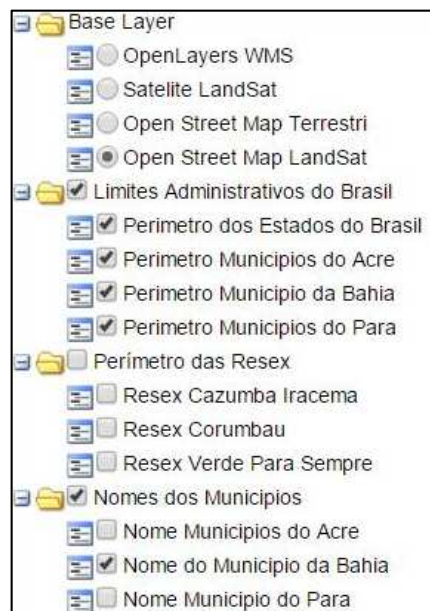 Base Layer
OpenLayers WMS
Satelite LandSat
Open Street Map Terrestri
Open Street Map LandSat
Limites Administrativos do Brasil
Perimetro dos Estados do Brasil
Perimetro Municipios do Acre
Perimetro Municipio da Bahia
Perimetro Municipios do Para
Perímetro das Resex
Resex Cazumba Iracema
Resex Corumbau
Resex Verde Para Sempre
Nomes dos Municipios
Nome Municipios do Acre
Nome do Municipio da Bahia
Nome Municipio do Para